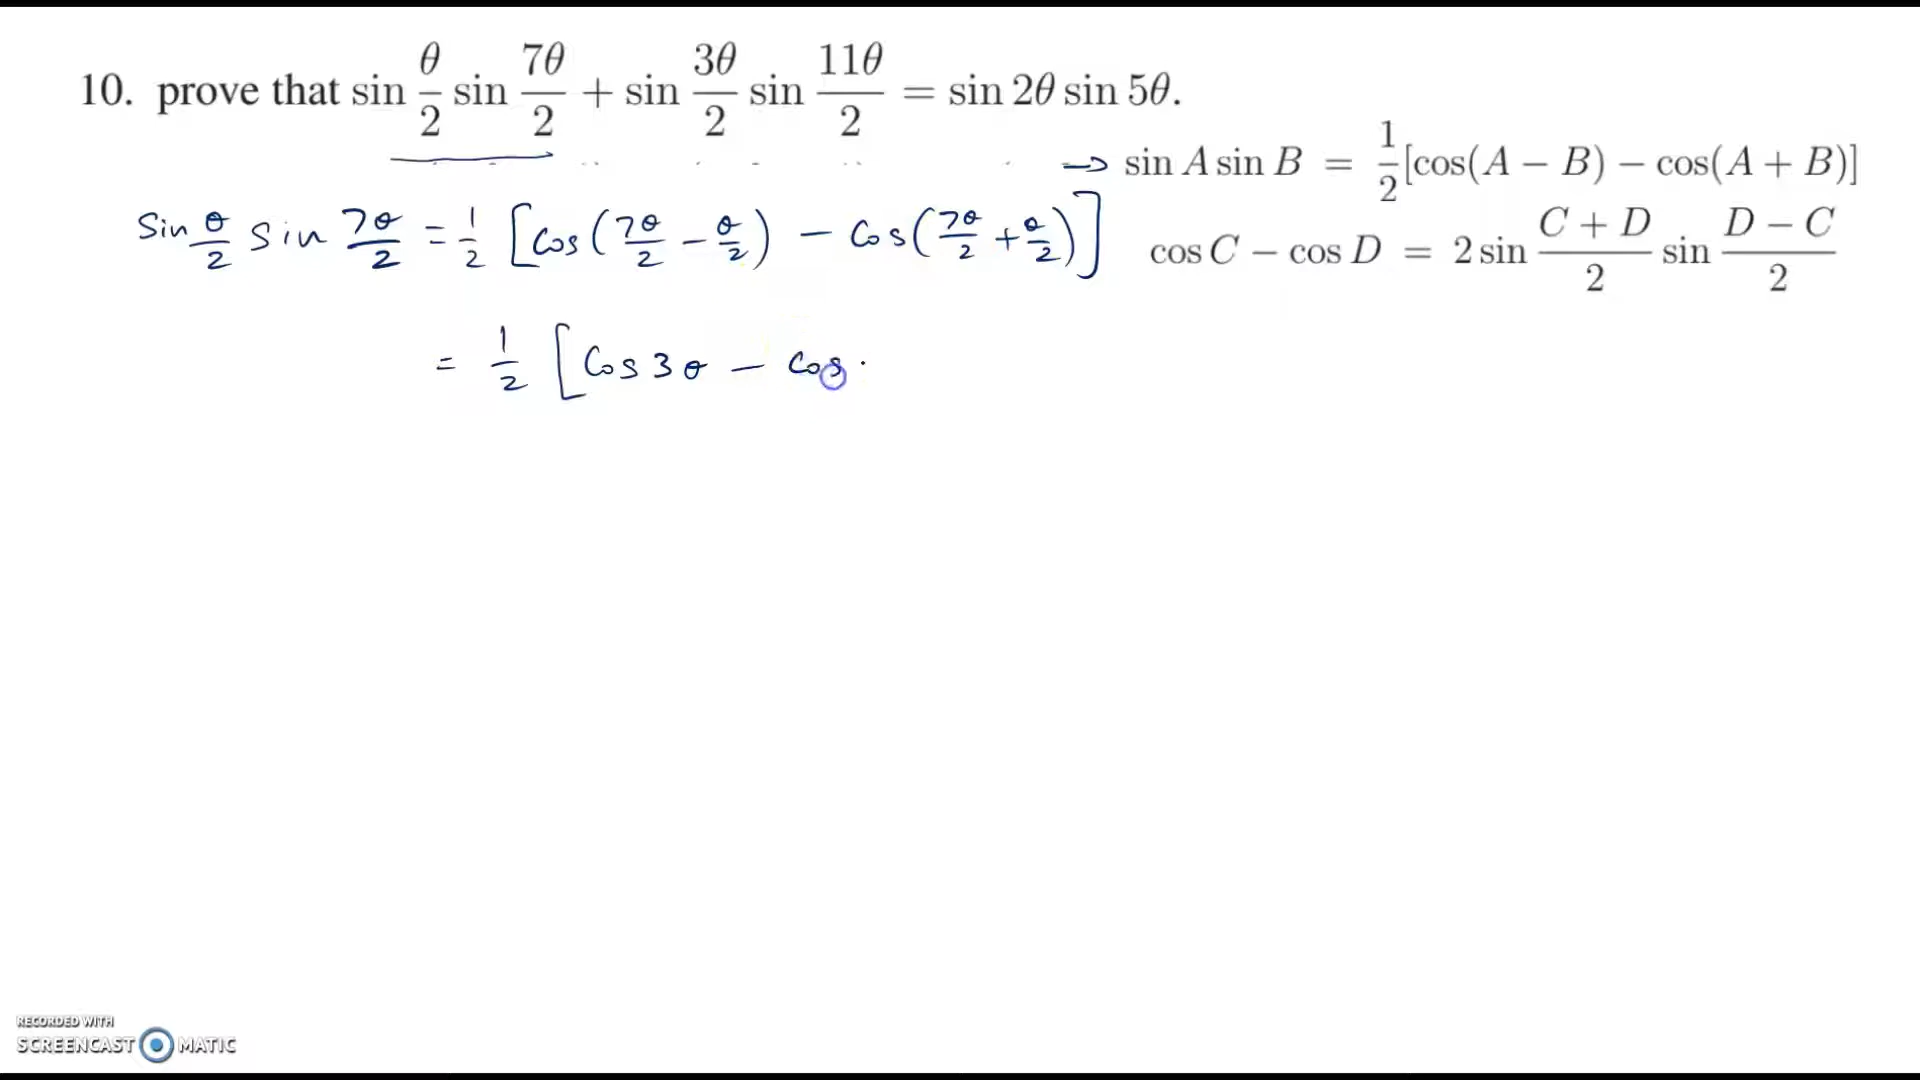 10. prove that sin θ/2 sin 7θ/2 + sin 3θ/2 sin 11θ/2 = sin 2θ sin 5θ.
→ sin A sin B = 1/2[cos(A − B) − cos(A + B)]
Sin θ/2 sin 7θ/2 = 1/2 [Cos(7θ/2 − θ/2) − Cos(7θ/2 + θ/2)]
cos C − cos D = 2 sin (C + D)/2 sin (D − C)/2
= 1/2 [Cos 3θ − Cos
RECORDED WITH
SCREENCAST MATIC